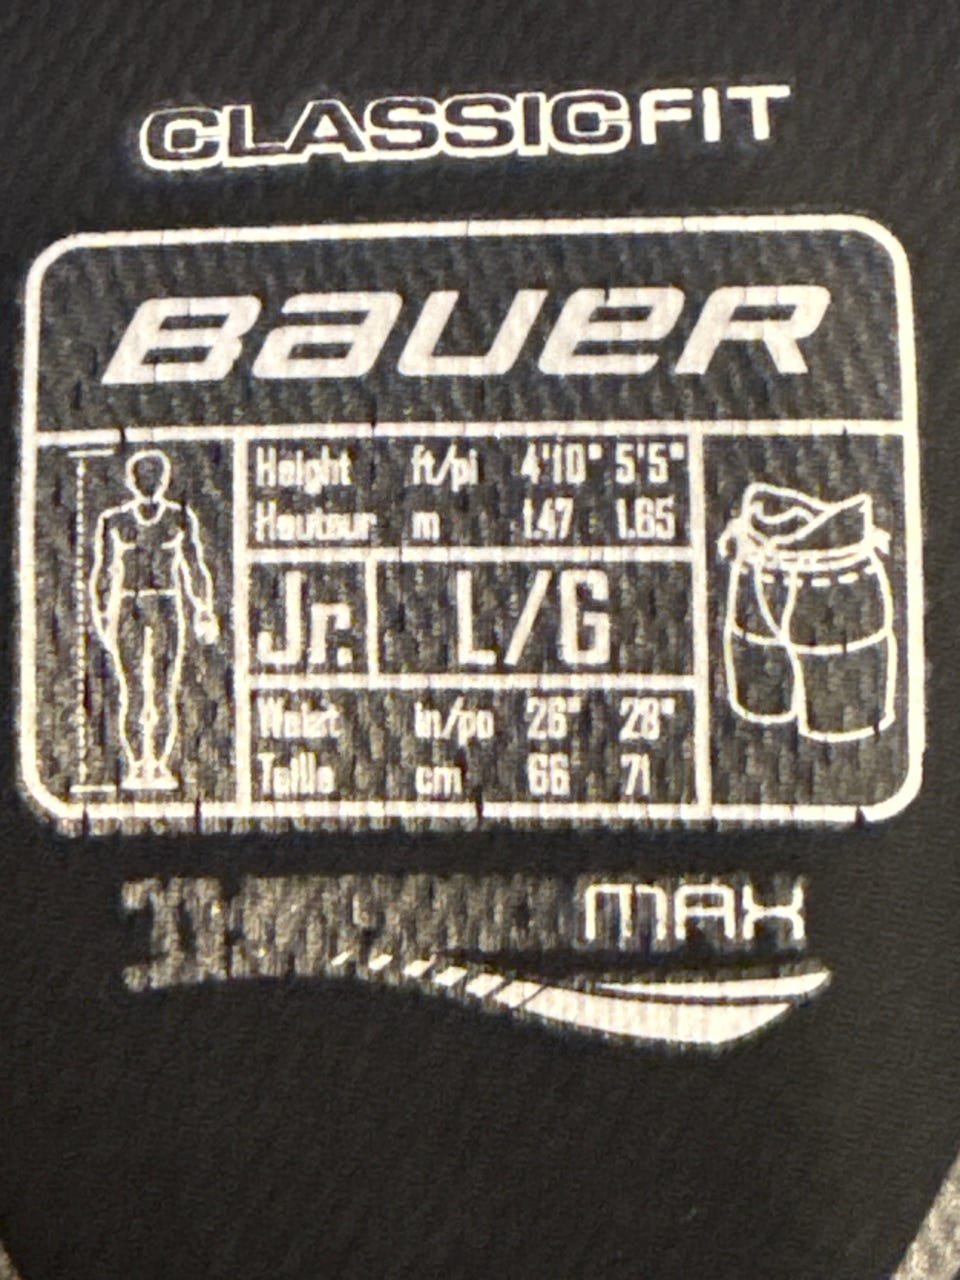 CLASSICFIT
BAUER
Height ft/pi 4'10" 5'5"
Hauteur m 1.47 1.65
Jr. L/G
Waist in/po 26" 28"
Taille cm 66 71
MAX